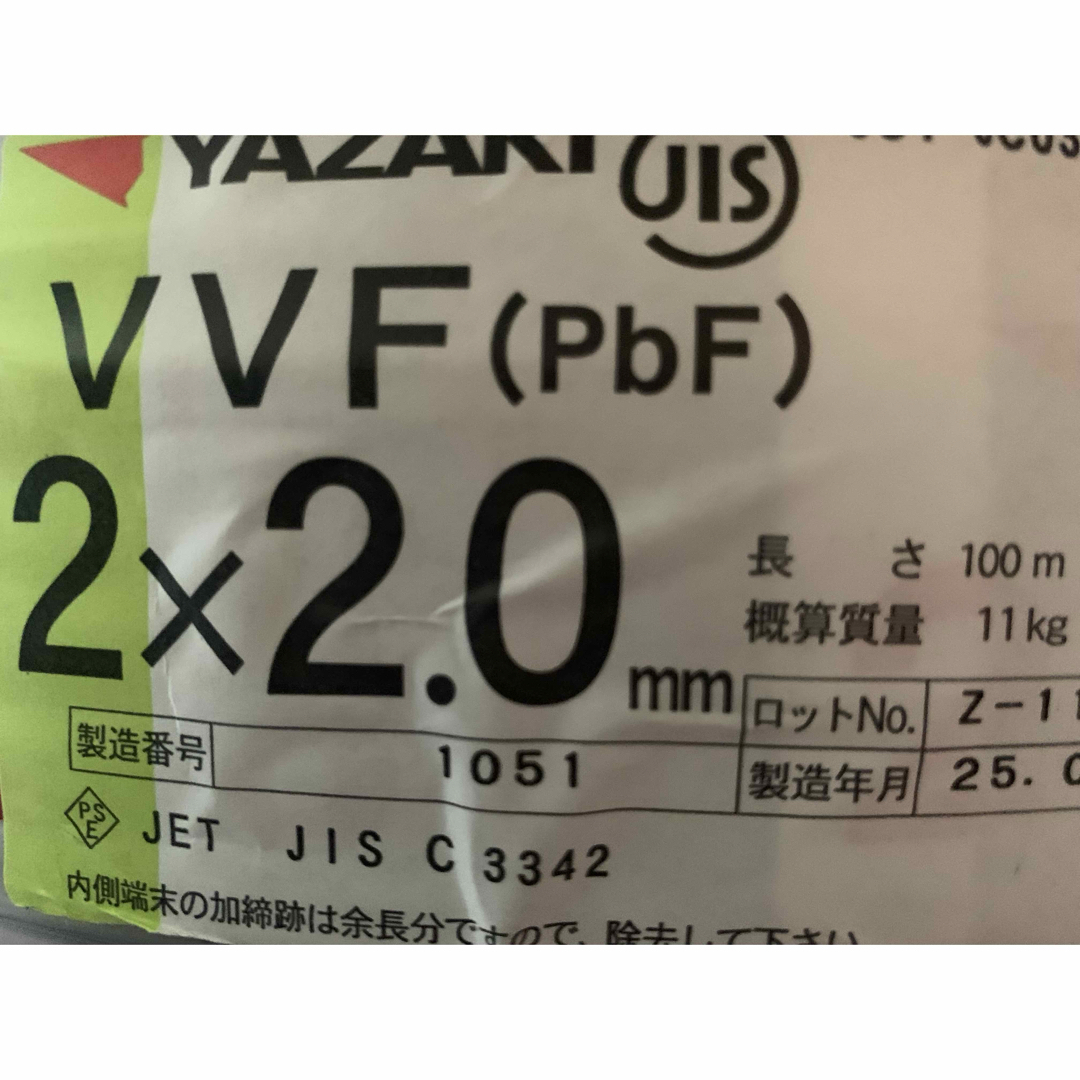 YAZAKI
JIS
VVF(PbF)
2×2.0mm
長さ 100m
概算質量 11kg
ロットNo. Z-11
製造番号 1051
製造年月 25.
PSE JET JIS C 3342
内側端末の加締跡は余長分ですので、除去して下さい